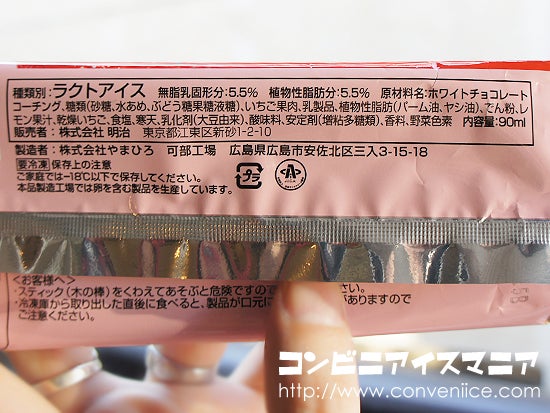 種類別:ラクトアイス 無脂乳固形分:5.5% 植物性脂肪分:5.5% 原材料名:ホワイトチョコレート
コーチング、糖類(砂糖、水あめ、ぶどう糖果糖液糖)、いちご果肉、乳製品、植物性脂肪(パーム油、ヤシ油)、でん粉、レ
モン果汁、乾燥いちご、食塩、寒天、乳化剤(大豆由来)、酸味料、安定剤(増粘多糖類)、香料、野菜色素 内容量:90ml
販売者:株式会社 明治 東京都江東区新砂1-2-10
製造者:株式会社やまひろ 可部工場 広島県広島市安佐北区三入3-15-18
(要冷凍)保存上の注意
ご家庭では−18℃以下で保存してください。
本品製造工場では卵を含む製品を生産しています。
プラ
<お客様へ>
・スティック(木の棒)をくわえてあそぶと危険ですので
・冷凍庫から取り出した直後に食べると、製品が口元に がありますので
ご注意ください。
コンビニアイスマニア
http://www.conveniice.com/